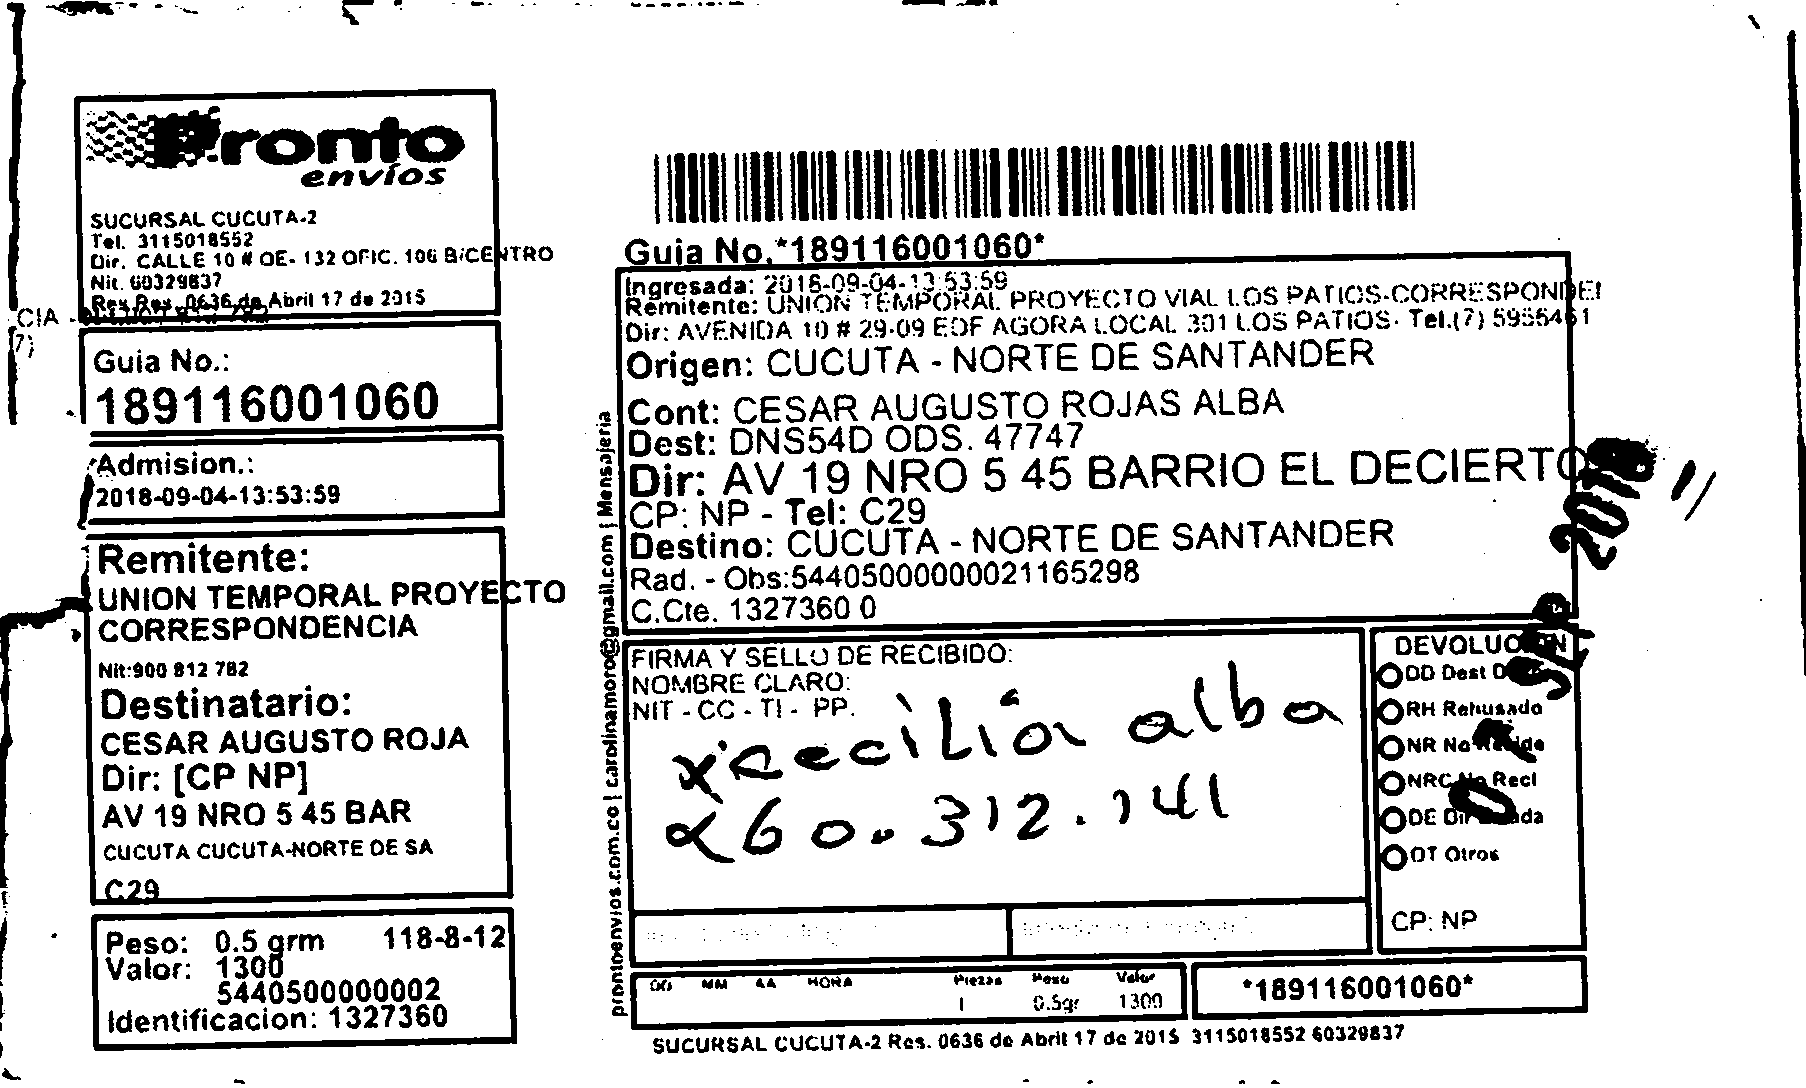 Pronto
envíos
SUCURSAL CUCUTA-2
Tel. 3115018552
Dir. CALLE 10 # OE- 132 OFIC. 106 B/CENTRO
Nit. 60329837
Res Res. 0636 de Abril 17 de 2015
CIA -
7)
Guia No.:
189116001060
Admision.:
2018-09-04-13:53:59
Remitente:
UNION TEMPORAL PROYECTO
CORRESPONDENCIA
Nit:900 812 782
Destinatario:
CESAR AUGUSTO ROJA
Dir: [CP NP]
AV 19 NRO 5 45 BAR
CUCUTA CUCUTA-NORTE DE SA
C29
Peso: 0.5 grm 118-8-12
Valor: 1300
5440500000002
Identificacion: 1327360
Guia No.*189116001060*
Ingresada: 2018-09-04-13:53:59
Remitente: UNION TEMPORAL PROYECTO VIAL LOS PATIOS-CORRESPONDEI
Dir: AVENIDA 10 # 29-09 EDF AGORA LOCAL 301 LOS PATIOS- Tel.(7) 5955461
Origen: CUCUTA - NORTE DE SANTANDER
Cont: CESAR AUGUSTO ROJAS ALBA
Dest: DNS54D ODS. 47747
Dir: AV 19 NRO 5 45 BARRIO EL DECIERTO
CP: NP - Tel: C29
Destino: CUCUTA - NORTE DE SANTANDER
Rad. - Obs:54405000000021165298
C.Cte. 1327360 0
prontoenvios.com.co | carolinamoro@gmail.com | Mensajeria
FIRMA Y SELLO DE RECIBIDO:
NOMBRE CLARO:
NIT - CC - TI - PP.
x cecilia alba
60.312.141
DEVOLUCION
DD Dest
RH Rehusado
NR No Reside
NRC No Recl
DE Dir
OT Otros
CP: NP
07 SEP 2018
DD MM AA HORA Piezas Peso Valor
1 0.5gr 1300
*189116001060*
SUCURSAL CUCUTA-2 Res. 0636 de Abril 17 de 2015 3115018552 60329837